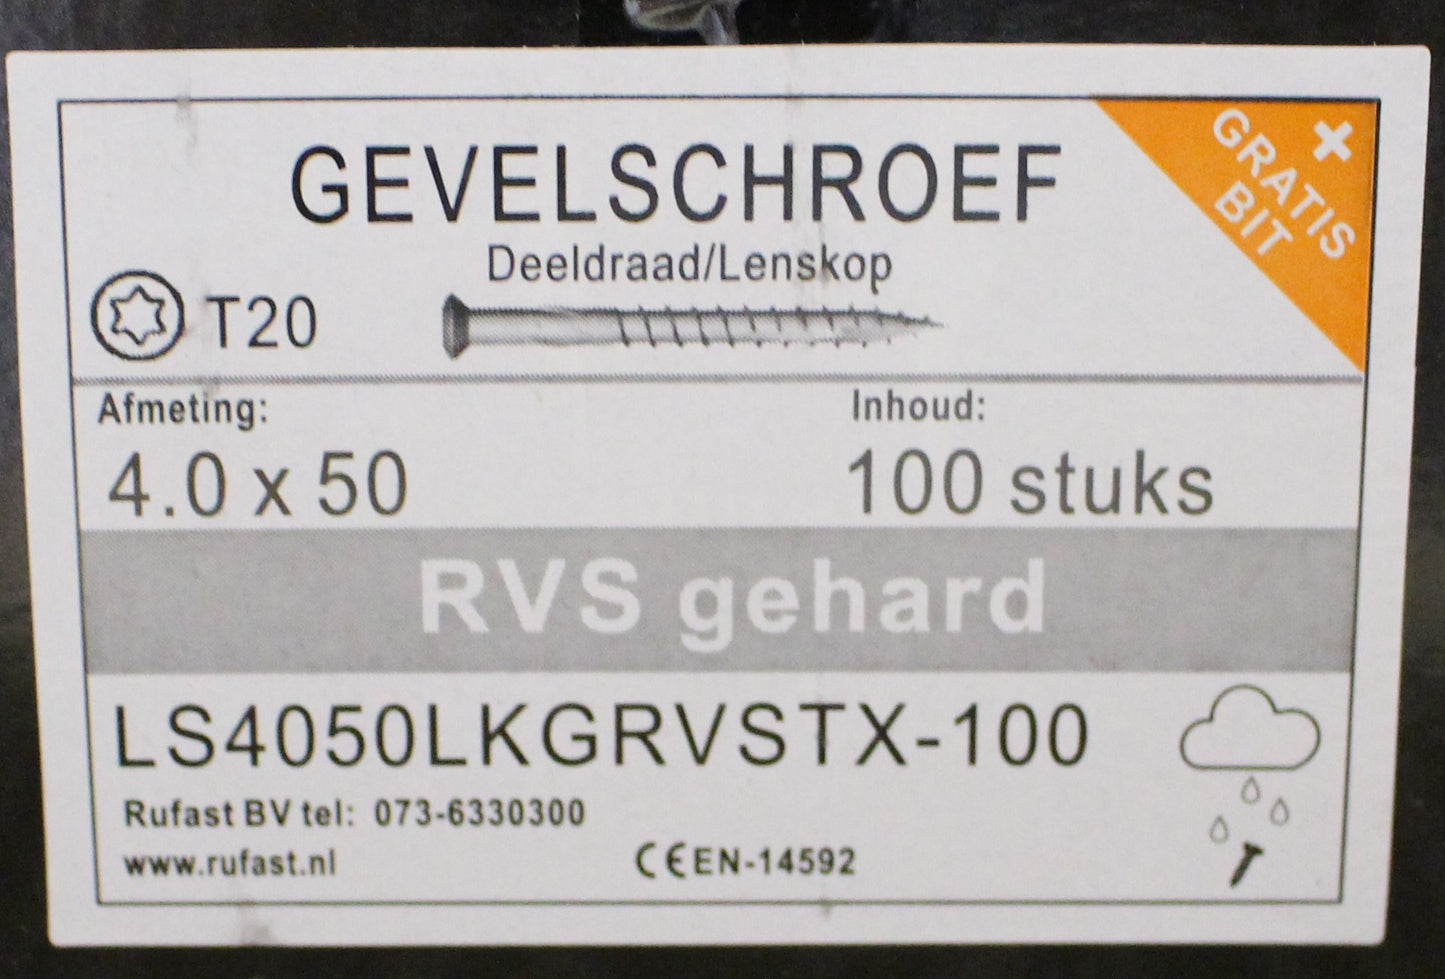 GEVELSCHROEF
+
GRATIS
BIT
Deeldraad/Lenskop
T20
Afmeting:
Inhoud:
4.0 x 50
100 stuks
RVS gehard
LS4050LKGRVSTX-100
Rufast BV tel: 073-6330300
www.rufast.nl
CE EN-14592